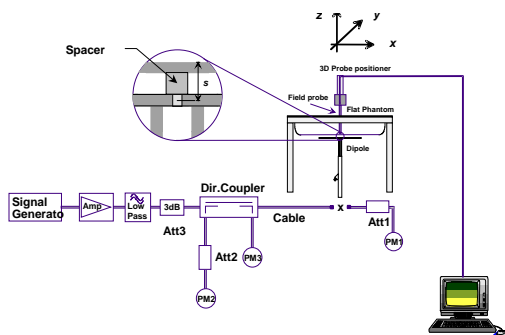 z
y
x
Spacer
s
3D Probe positioner
Field probe
Flat Phantom
Dipole
Signal
Generato
Amp
Low
Pass
3dB
Att3
Dir.Coupler
Cable
x
Att1
PM1
Att2
PM3
PM2